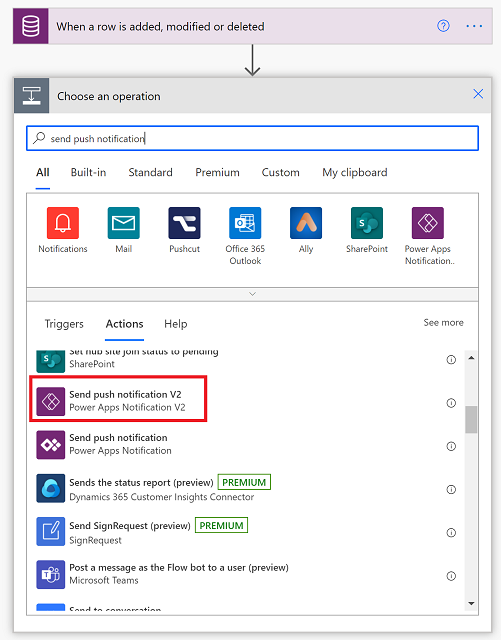 When a row is added, modified or deleted
Choose an operation
send push notification
All Built-in Standard Premium Custom My clipboard
Notifications Mail Pushcut Office 365 Outlook Ally SharePoint Power Apps Notification..
Triggers Actions Help See more
Set hub site join status to pending
SharePoint
Send push notification V2
Power Apps Notification V2
Send push notification
Power Apps Notification
Sends the status report (preview) PREMIUM
Dynamics 365 Customer Insights Connector
Send SignRequest (preview) PREMIUM
SignRequest
Post a message as the Flow bot to a user (preview)
Microsoft Teams
Send to conversation